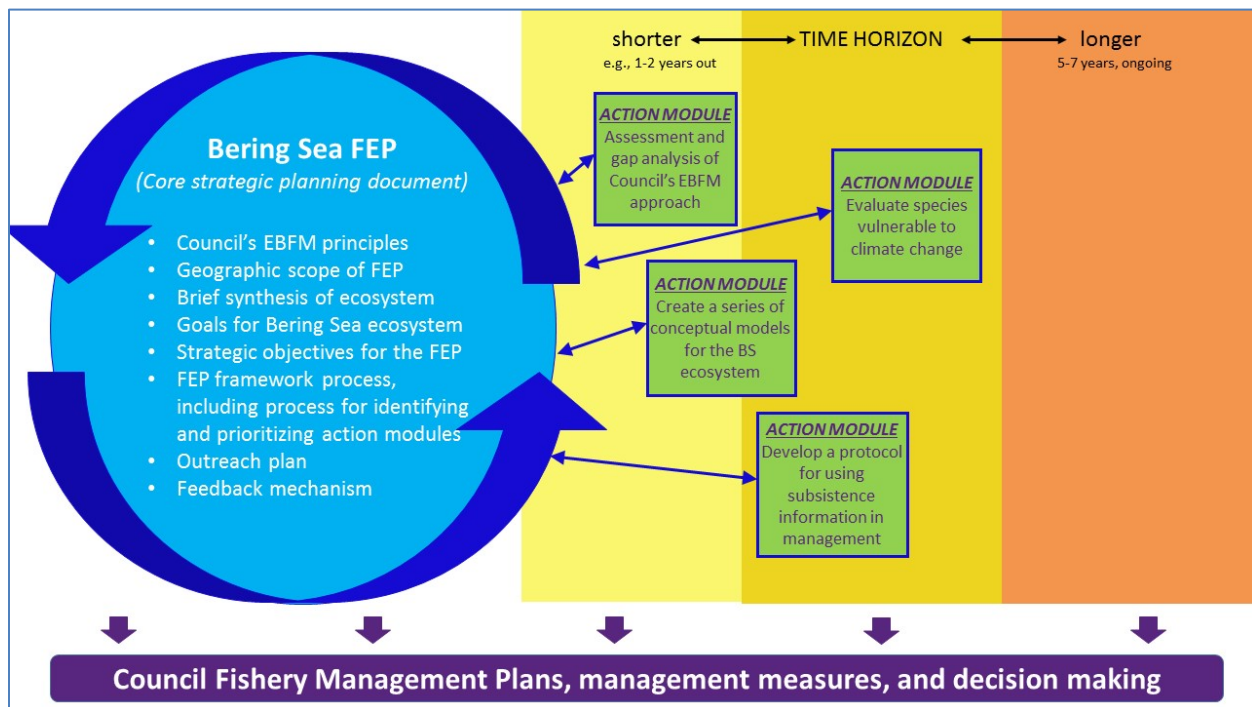 shorter
TIME HORIZON
longer
e.g., 1-2 years out
5-7 years, ongoing
Bering Sea FEP
(Core strategic planning document)
• Council's EBFM principles
• Geographic scope of FEP
• Brief synthesis of ecosystem
• Goals for Bering Sea ecosystem
• Strategic objectives for the FEP
• FEP framework process,
including process for identifying
and prioritizing action modules
• Outreach plan
• Feedback mechanism
ACTION MODULE
Assessment and
gap analysis of
Council's EBFM
approach
ACTION MODULE
Evaluate species
vulnerable to
climate change
ACTION MODULE
Create a series of
conceptual models
for the BS
ecosystem
ACTION MODULE
Develop a protocol
for using
subsistence
information in
management
Council Fishery Management Plans, management measures, and decision making